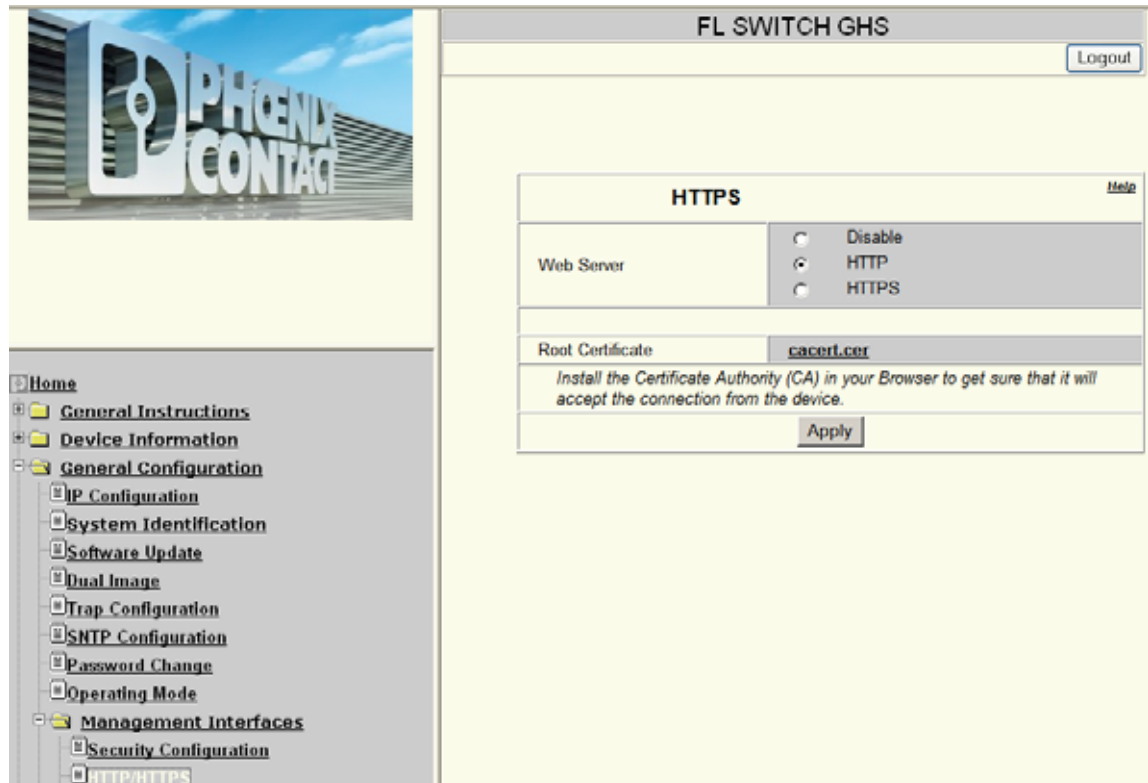 PHŒNIX
CONTACT
FL SWITCH GHS
Logout
HTTPS
Help
Web Server
Disable
HTTP
HTTPS
Root Certificate
cacert.cer
Install the Certificate Authority (CA) in your Browser to get sure that it will
accept the connection from the device.
Apply
Home
General Instructions
Device Information
General Configuration
IP Configuration
System Identification
Software Update
Dual Image
Trap Configuration
SNTP Configuration
Password Change
Operating Mode
Management Interfaces
Security Configuration
HTTP/HTTPS